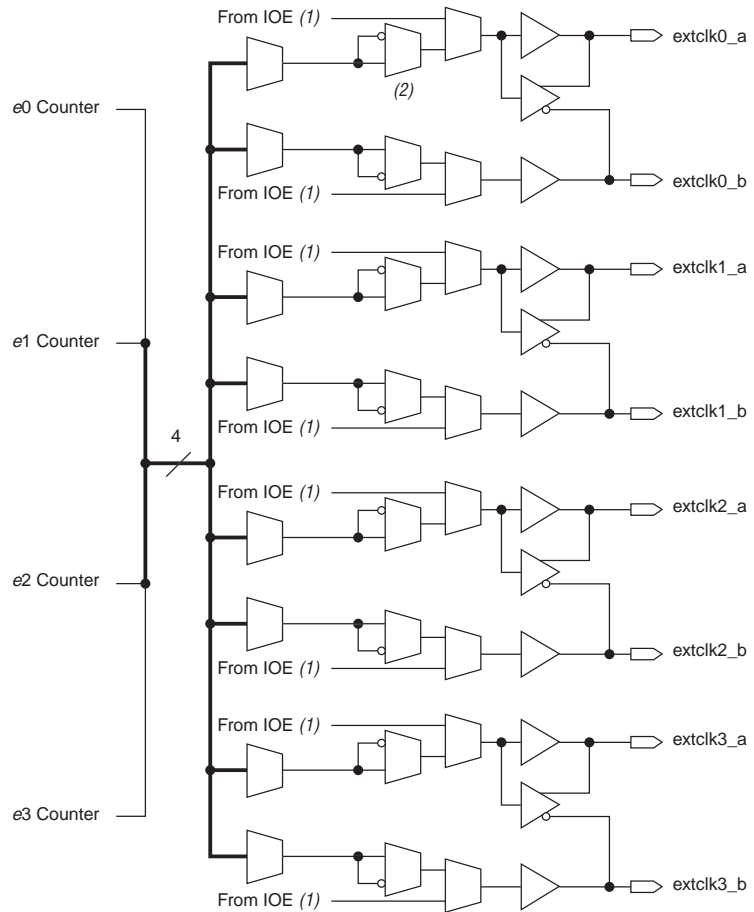 From IOE (1)
extclk0_a
(2)
e0 Counter
From IOE (1)
extclk0_b
From IOE (1)
extclk1_a
e1 Counter
extclk1_b
From IOE (1)
4
From IOE (1)
extclk2_a
e2 Counter
extclk2_b
From IOE (1)
From IOE (1)
extclk3_a
e3 Counter
extclk3_b
From IOE (1)